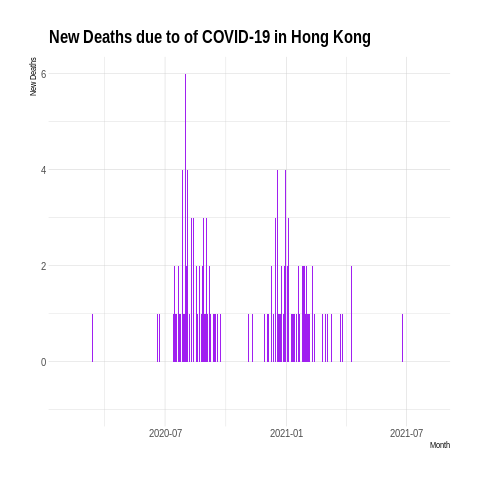 New Deaths due to of COVID-19 in Hong Kong
New Deaths
6
4
2
0
2020-07
2021-01
2021-07
Month